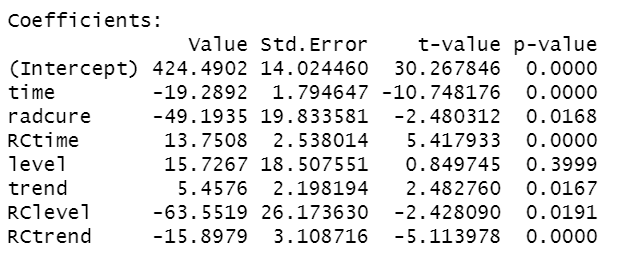 Coefficients:
Value Std.Error t-value p-value
(Intercept) 424.4902 14.024460 30.267846 0.0000
time -19.2892 1.794647 -10.748176 0.0000
radcure -49.1935 19.833581 -2.480312 0.0168
RCtime 13.7508 2.538014 5.417933 0.0000
level 15.7267 18.507551 0.849745 0.3999
trend 5.4576 2.198194 2.482760 0.0167
RClevel -63.5519 26.173630 -2.428090 0.0191
RCtrend -15.8979 3.108716 -5.113978 0.0000